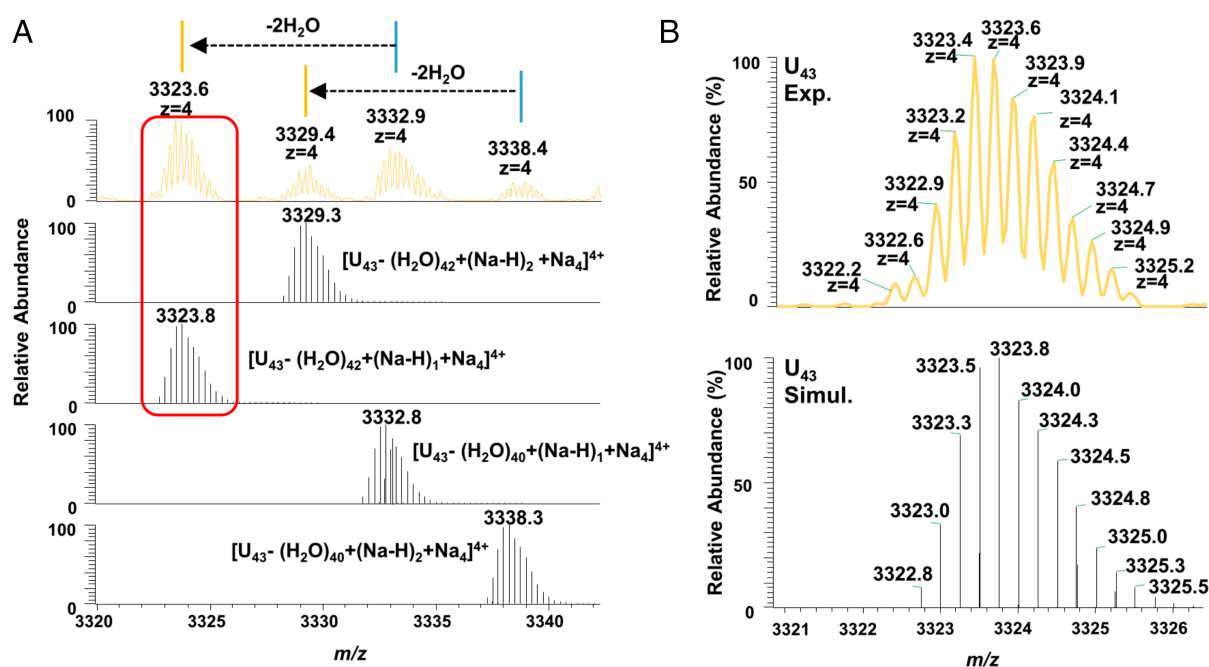 A
-2H₂O
-2H₂O
3323.6
z=4
3329.4
z=4
3332.9
z=4
3338.4
z=4
100
0
3329.3
100
[U₄₃- (H₂O)₄₂+(Na-H)₂ +Na₄]⁴⁺
0
3323.8
100
[U₄₃- (H₂O)₄₂+(Na-H)₁+Na₄]⁴⁺
0
3332.8
100
[U₄₃- (H₂O)₄₀+(Na-H)₁+Na₄]⁴⁺
0
3338.3
100
[U₄₃- (H₂O)₄₀+(Na-H)₂+Na₄]⁴⁺
0
Relative Abundance
3320
3325
3330
3335
3340
m/z
B
U₄₃
Exp.
3323.4
z=4
3323.6
z=4
3323.9
z=4
3324.1
z=4
3323.2
z=4
3324.4
z=4
3322.9
z=4
3324.7
z=4
3322.6
z=4
3324.9
z=4
3322.2
z=4
3325.2
z=4
100
50
0
Relative Abundance (%)
U₄₃
Simul.
3323.5
3323.8
3324.0
3323.3
3324.3
3324.5
3323.0
3324.8
3325.0
3322.8
3325.3
3325.5
100
50
0
Relative Abundance (%)
3321
3322
3323
3324
3325
3326
m/z